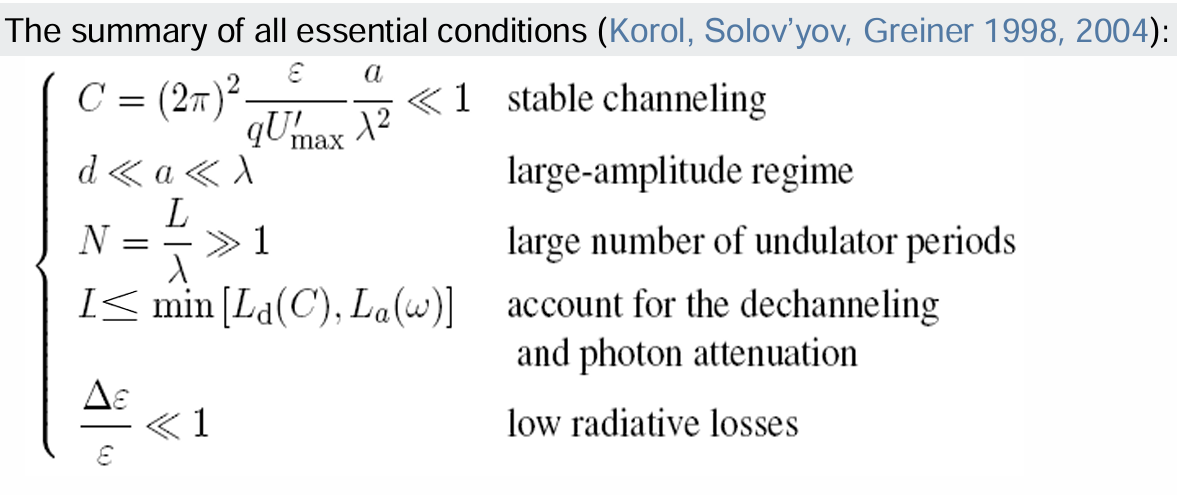 The summary of all essential conditions (Korol, Solov'yov, Greiner 1998, 2004):
C = (2π)² ε/(qU′max) a/λ² ≪ 1 stable channeling
d ≪ a ≪ λ large-amplitude regime
N = L/λ ≫ 1 large number of undulator periods
L ≤ min [Ld(C), La(ω)] account for the dechanneling
and photon attenuation
Δε/ε ≪ 1 low radiative losses